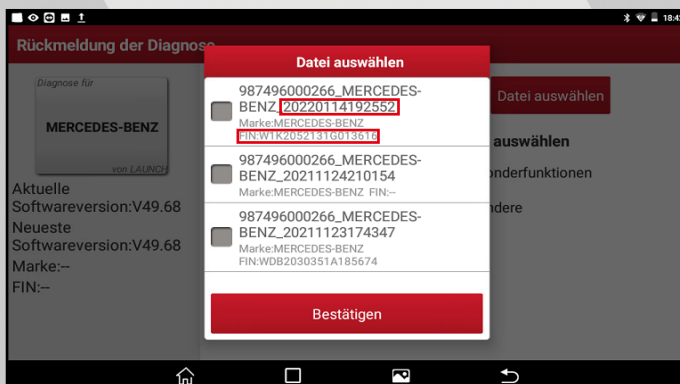 18:43
Rückmeldung der Diagnose
Diagnose für
MERCEDES-BENZ
von LAUNCH
Aktuelle
Softwareversion:V49.68
Neueste
Softwareversion:V49.68
Marke:--
FIN:--
Datei auswählen
987496000266_MERCEDES-
BENZ_20220114192552
Marke:MERCEDES-BENZ
FIN:W1K2052131G013616
987496000266_MERCEDES-
BENZ_20211124210154
Marke:MERCEDES-BENZ FIN:--
987496000266_MERCEDES-
BENZ_20211123174347
Marke:MERCEDES-BENZ
FIN:WDB2030351A185674
Bestätigen
Datei auswählen
auswählen
onderfunktionen
ndere